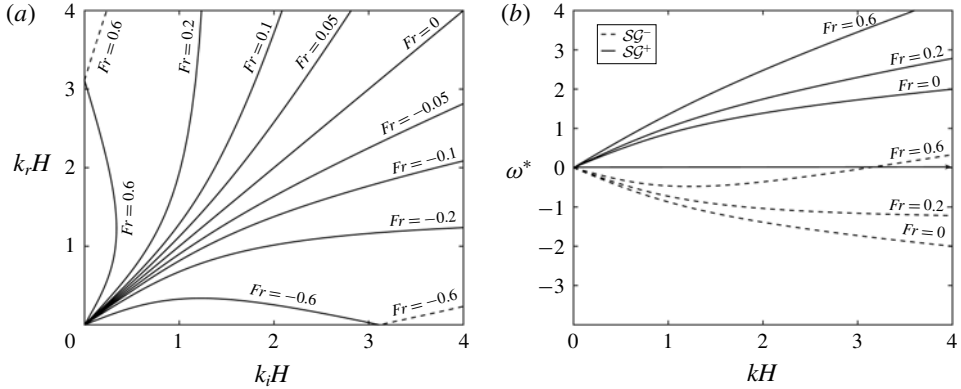 (a)
4
3
2
1
0
1
2
3
4
k_rH
k_iH
Fr = 0.6
Fr = 0.2
Fr = 0.1
Fr = 0.05
Fr = 0
Fr = −0.05
Fr = −0.1
Fr = −0.2
Fr = 0.6
Fr = −0.6
Fr = −0.6
(b)
4
3
2
1
0
−1
−2
−3
0
1
2
3
4
ω*
kH
SG⁻
SG⁺
Fr = 0.6
Fr = 0.2
Fr = 0
Fr = 0.6
Fr = 0.2
Fr = 0